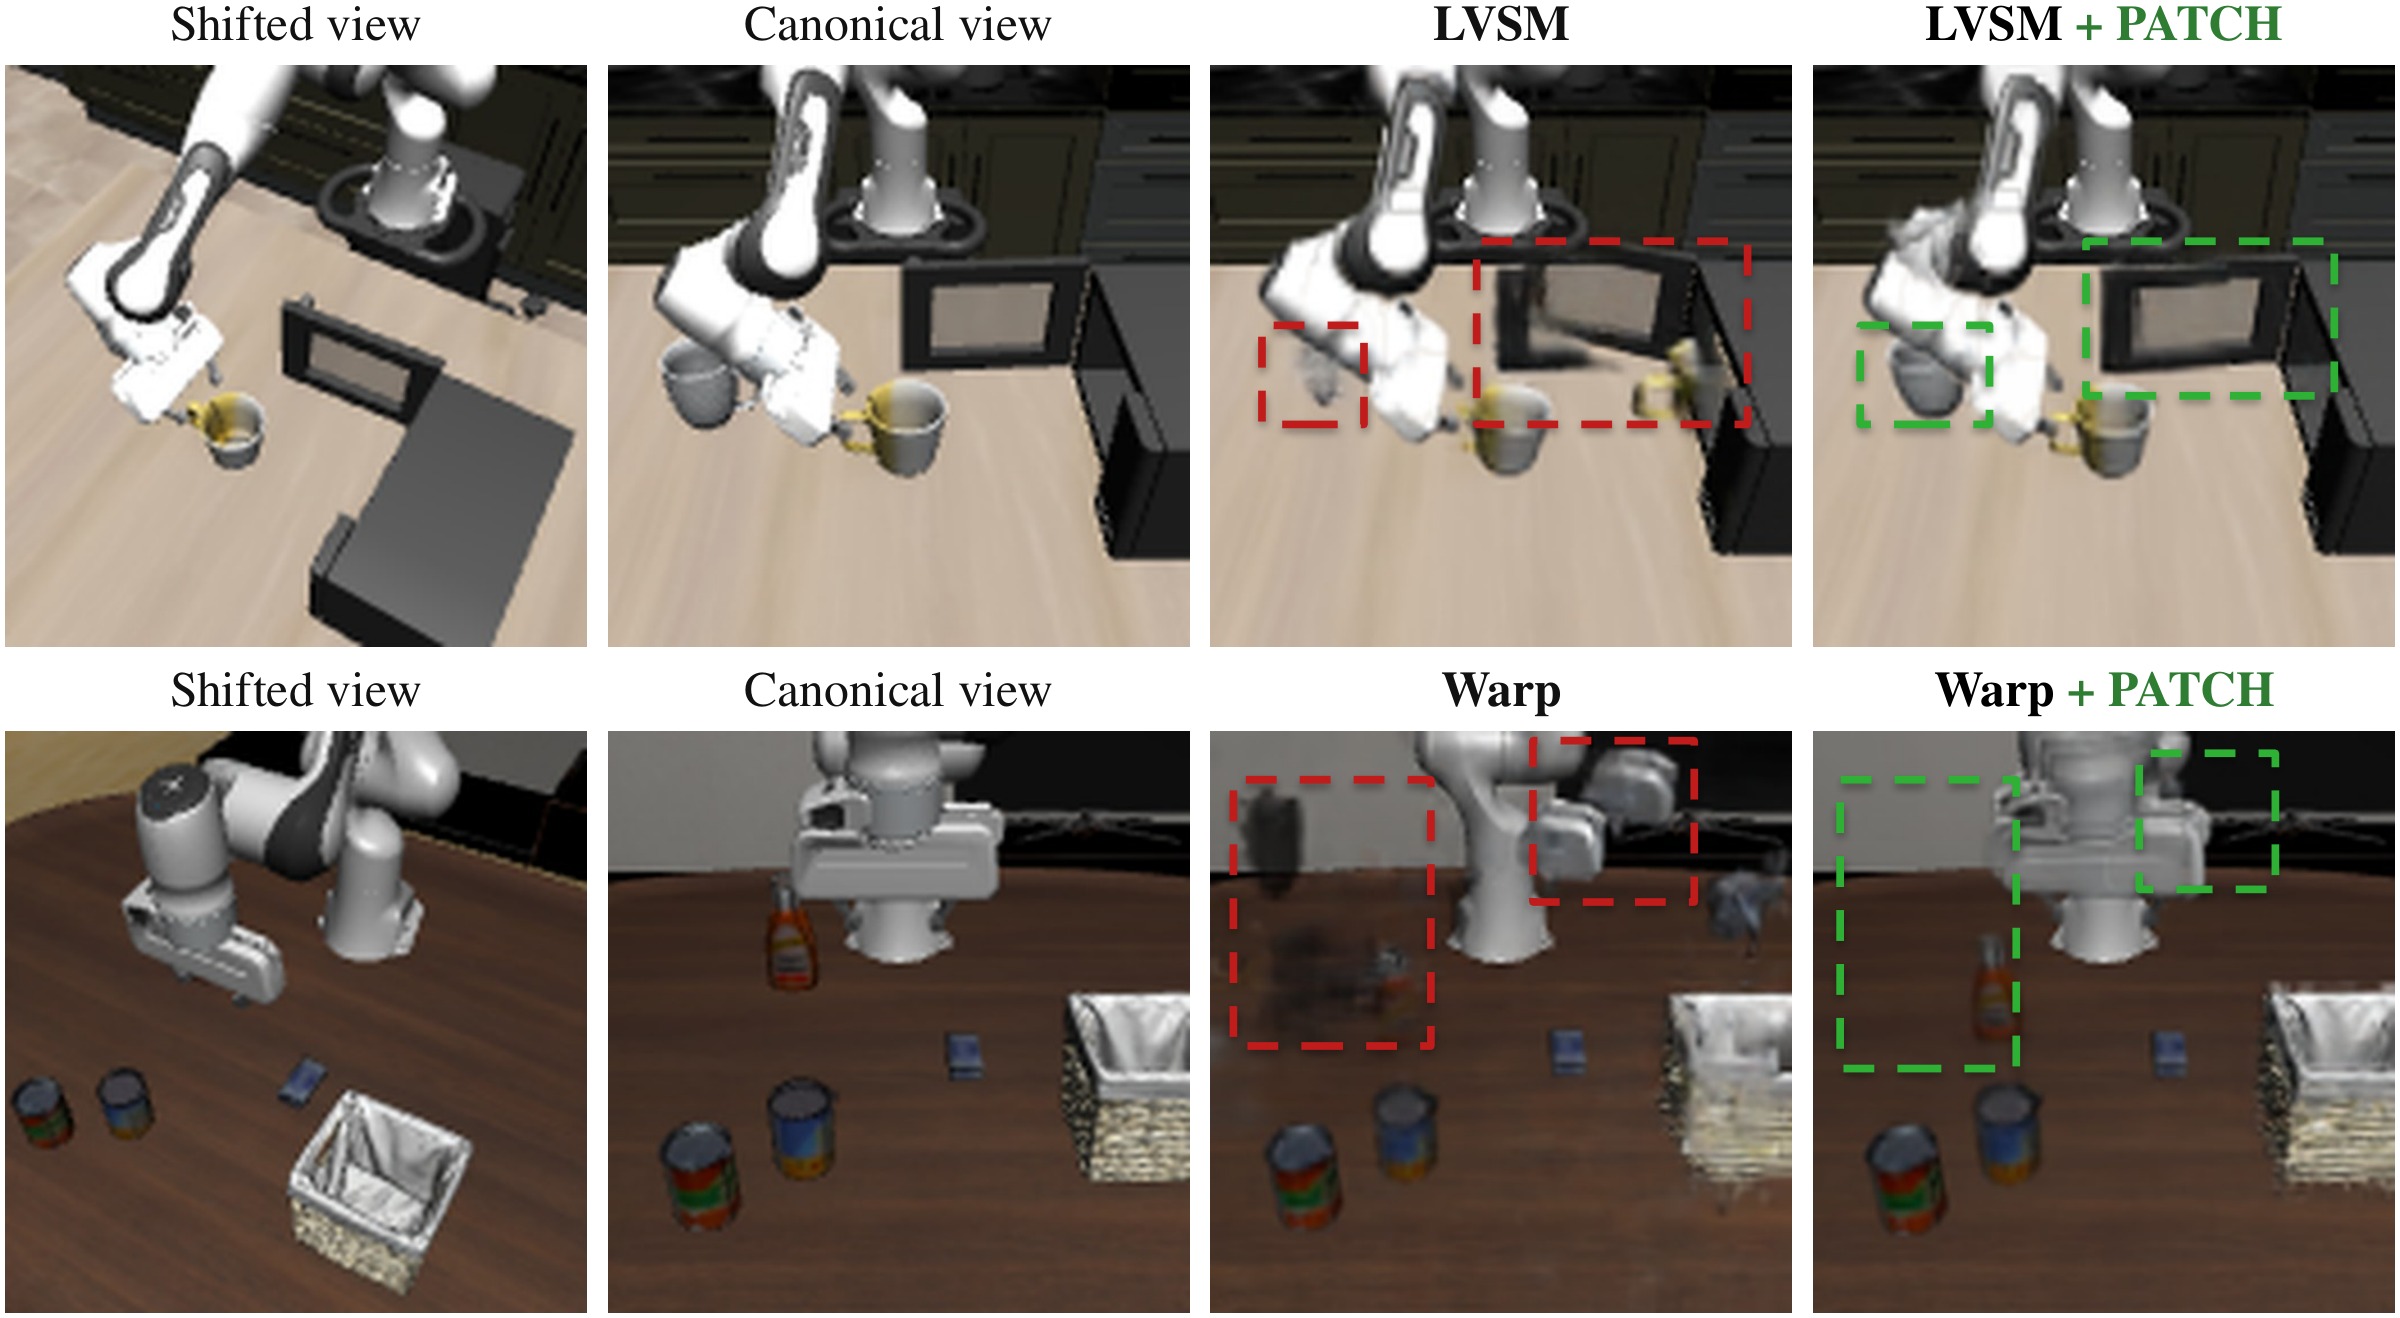 Shifted view
Canonical view
LVSM
LVSM + PATCH
Shifted view
Canonical view
Warp
Warp + PATCH